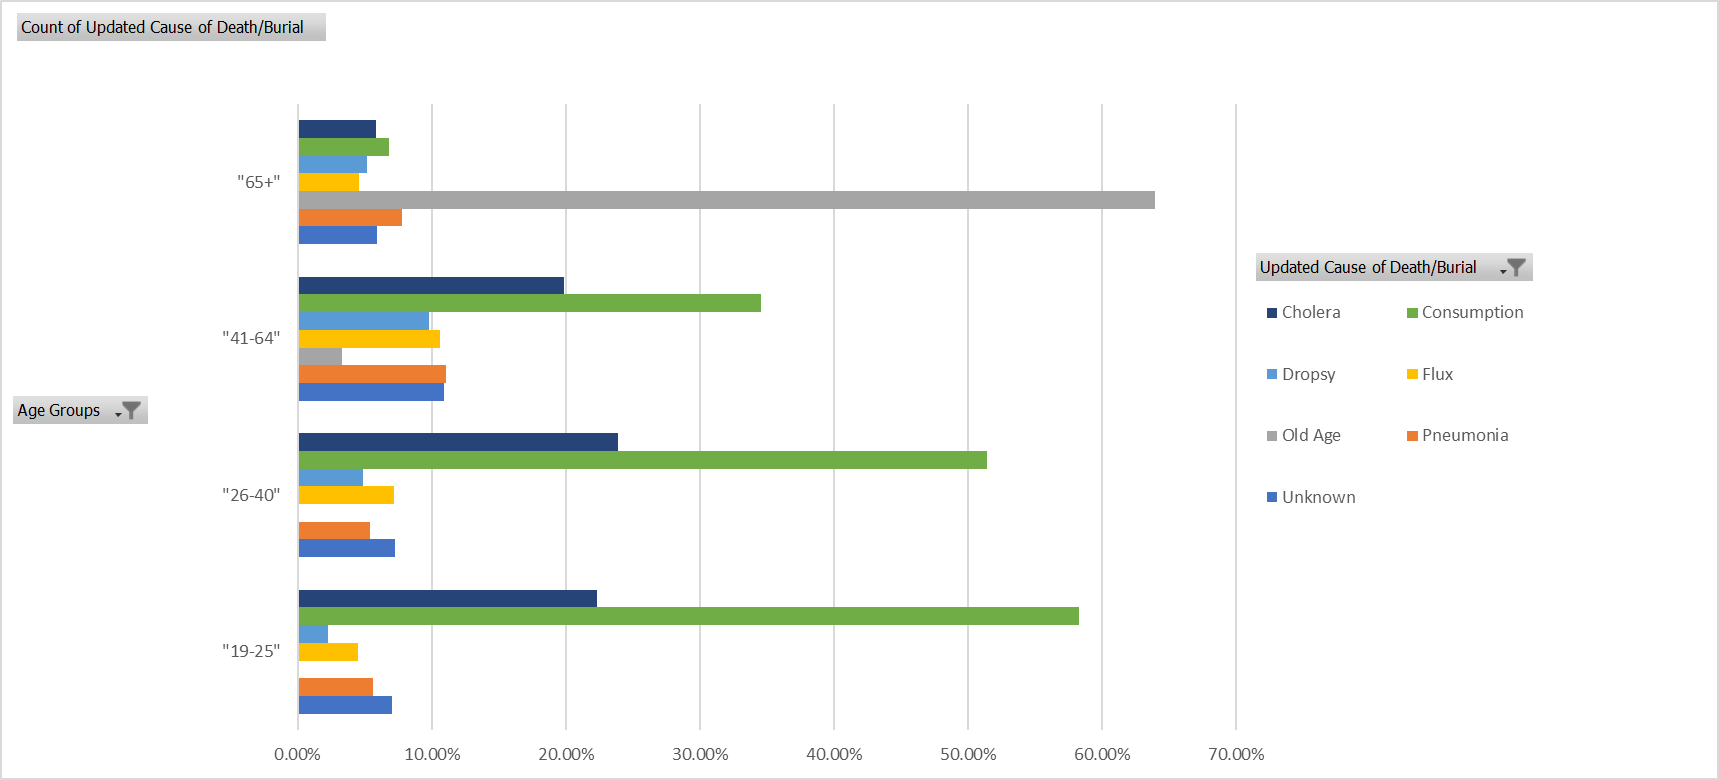 Count of Updated Cause of Death/Burial
"65+"
"41-64"
"26-40"
"19-25"
Age Groups
0.00% 10.00% 20.00% 30.00% 40.00% 50.00% 60.00% 70.00%
Updated Cause of Death/Burial
Cholera Consumption
Dropsy Flux
Old Age Pneumonia
Unknown